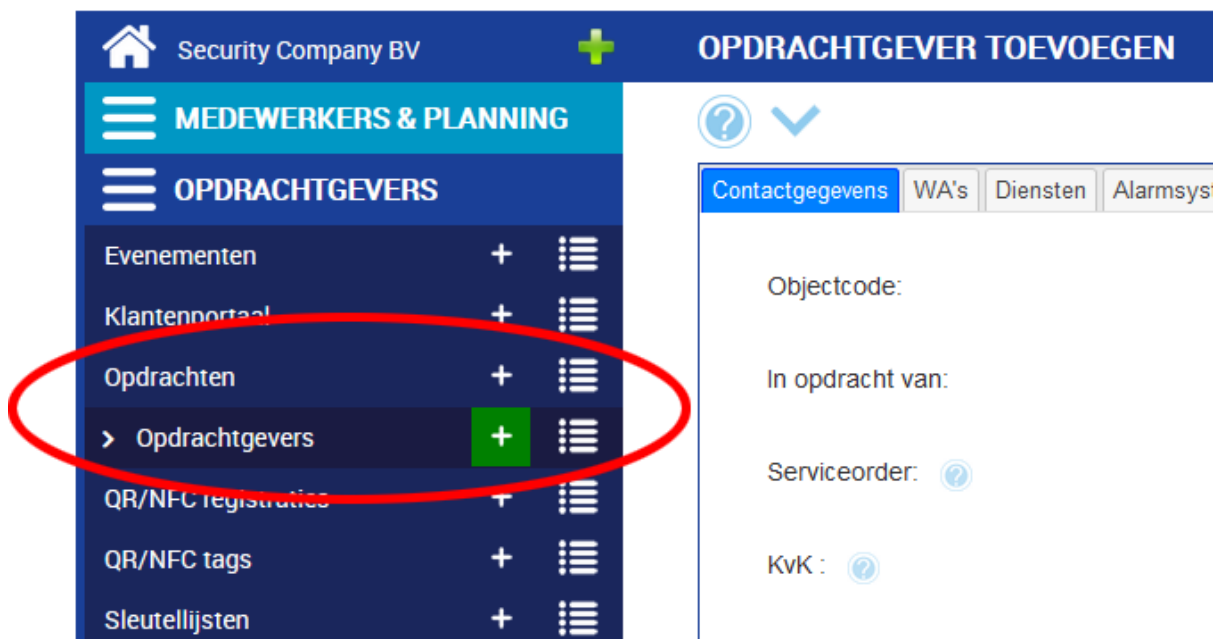 Security Company BV
MEDEWERKERS & PLANNING
OPDRACHTGEVERS
Evenementen
Klantenportaal
Opdrachten
Opdrachtgevers
QR/NFC registraties
QR/NFC tags
Sleutellijsten
OPDRACHTGEVER TOEVOEGEN
Contactgegevens WA's Diensten Alarmsyst
Objectcode:
In opdracht van:
Serviceorder:
KvK :